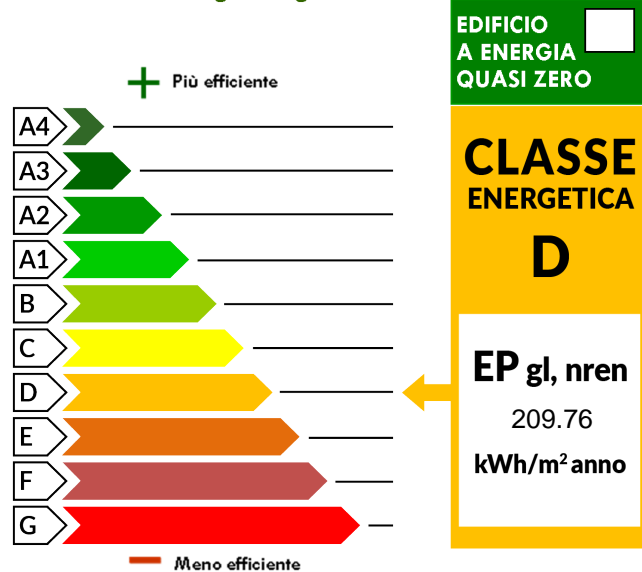 EDIFICIO
A ENERGIA
QUASI ZERO
+ Più efficiente
A4
A3
A2
A1
B
C
D
E
F
G
— Meno efficiente
CLASSE
ENERGETICA
D
EP gl, nren
209.76
kWh/m² anno